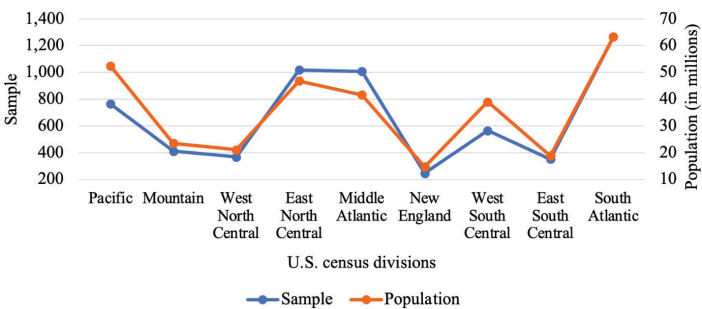 1,400
1,200
1,000
800
600
400
200
Sample
70
60
50
40
30
20
10
Population (in millions)
Pacific
Mountain
West
North
Central
East
North
Central
Middle
Atlantic
New
England
West
South
Central
East
South
Central
South
Atlantic
U.S. census divisions
Sample
Population